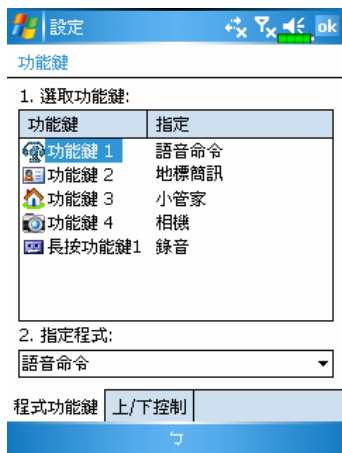 設定 ok
功能鍵
1. 選取功能鍵:
功能鍵 指定
功能鍵 1 語音命令
功能鍵 2 地標簡訊
功能鍵 3 小管家
功能鍵 4 相機
長按功能鍵1 錄音
2. 指定程式:
語音命令
程式功能鍵 上/下控制